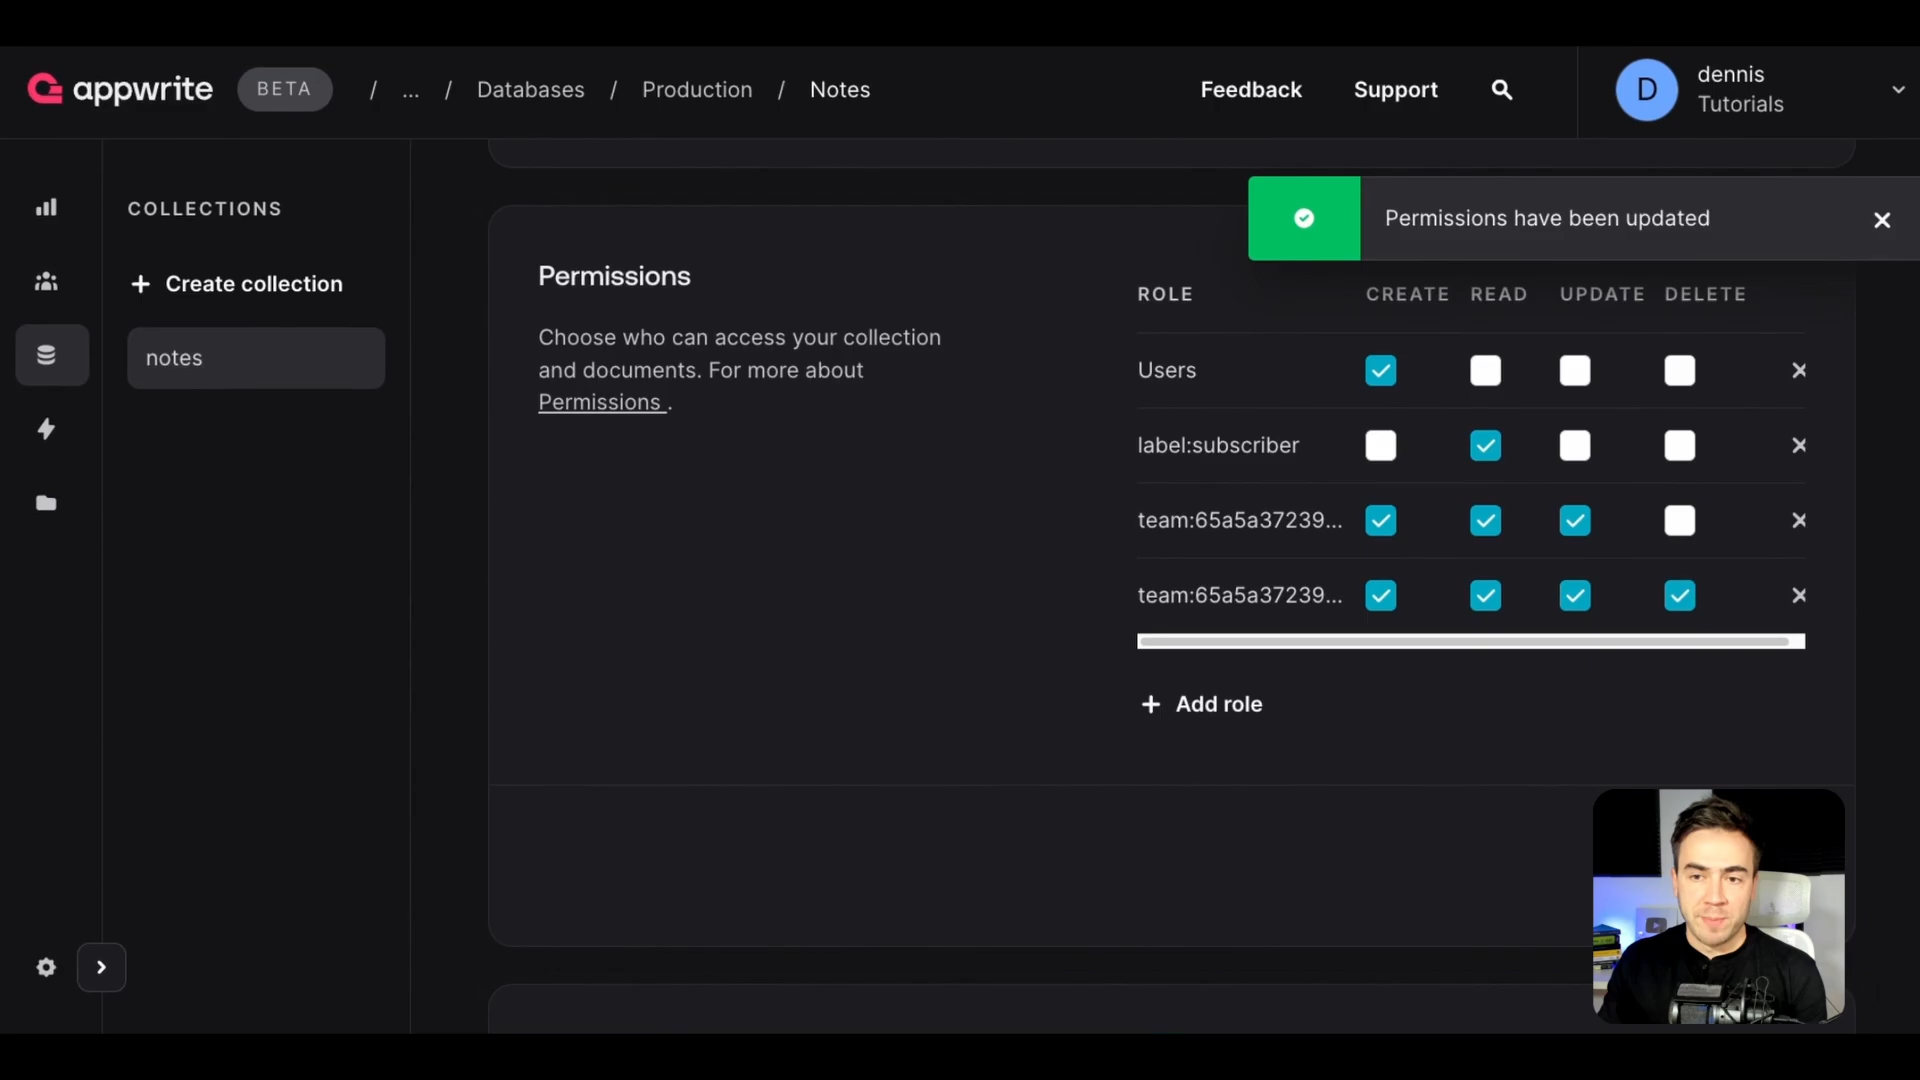 appwrite BETA / ... / Databases / Production / Notes Feedback Support D dennis
Tutorials
COLLECTIONS
Create collection
notes
Permissions have been updated
Permissions
Choose who can access your collection
and documents. For more about
Permissions .
ROLE CREATE READ UPDATE DELETE
Users
label:subscriber
team:65a5a37239...
team:65a5a37239...
Add role